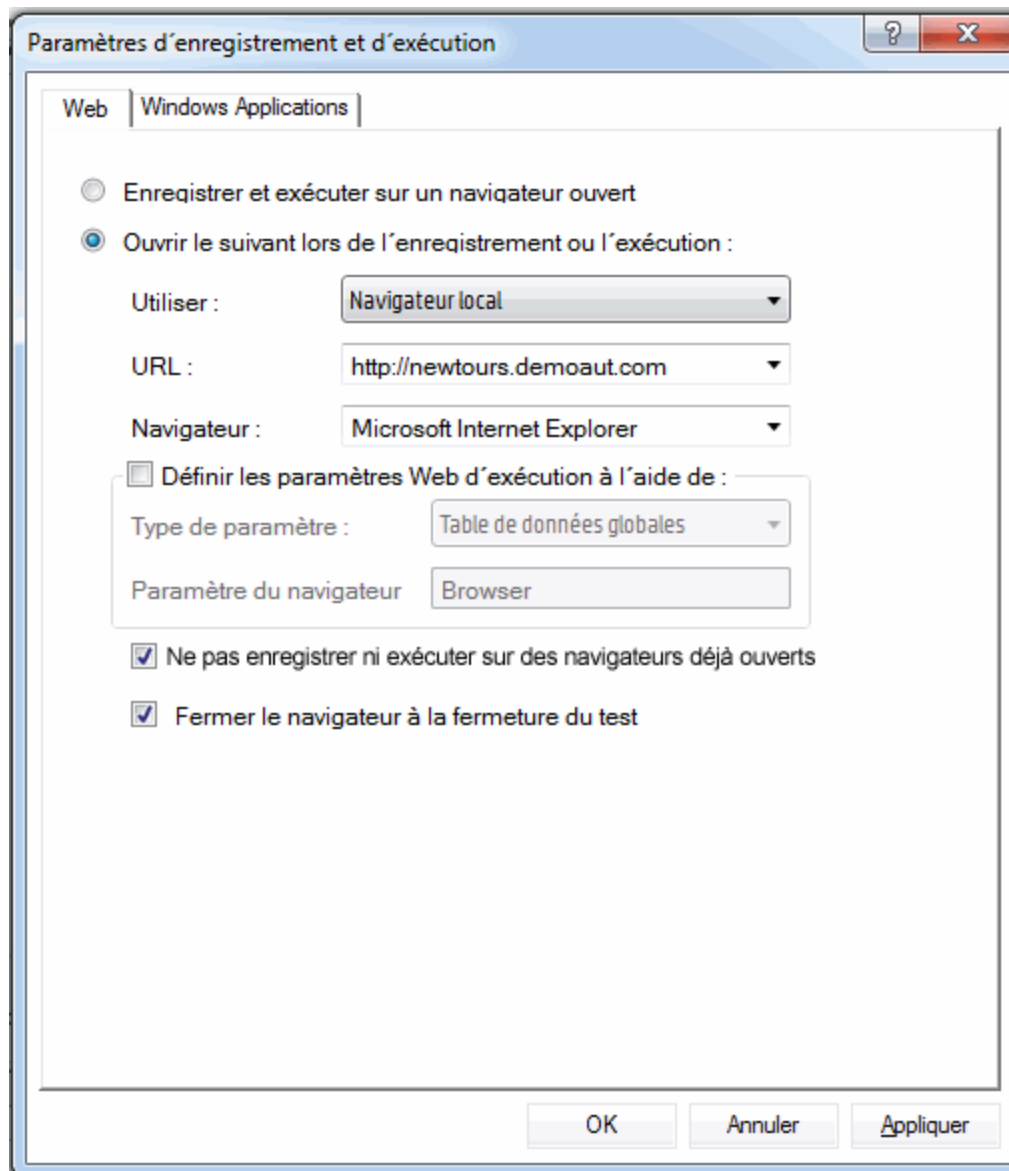 Paramètres d´enregistrement et d´exécution
Web
Windows Applications
Enregistrer et exécuter sur un navigateur ouvert
Ouvrir le suivant lors de l´enregistrement ou l´exécution :
Utiliser :
Navigateur local
URL :
http://newtours.demoaut.com
Navigateur :
Microsoft Internet Explorer
Définir les paramètres Web d´exécution à l´aide de :
Type de paramètre :
Table de données globales
Paramètre du navigateur
Browser
Ne pas enregistrer ni exécuter sur des navigateurs déjà ouverts
Fermer le navigateur à la fermeture du test
OK
Annuler
Appliquer